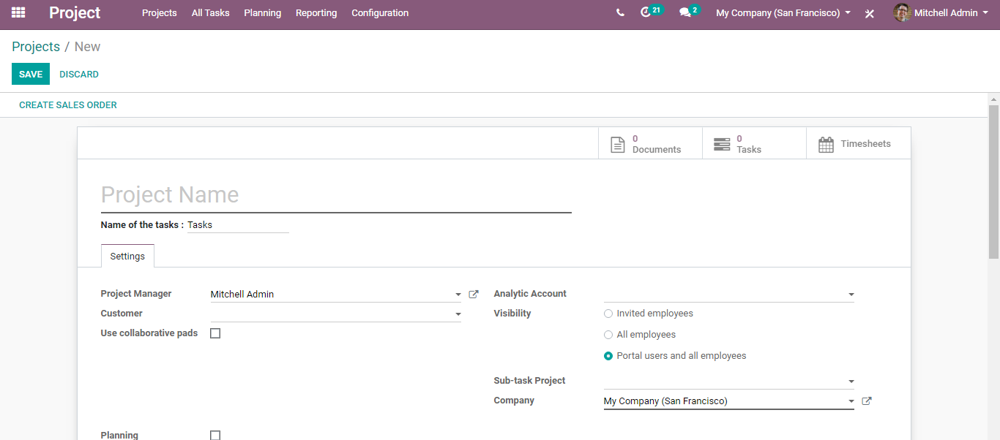 Project Projects All Tasks Planning Reporting Configuration 21 2 My Company (San Francisco) Mitchell Admin
Projects / New
SAVE DISCARD
CREATE SALES ORDER
0 Documents 0 Tasks Timesheets
Project Name
Name of the tasks : Tasks
Settings
Project Manager Mitchell Admin Analytic Account
Customer Visibility Invited employees
Use collaborative pads All employees
Portal users and all employees
Sub-task Project
Company My Company (San Francisco)
Planning